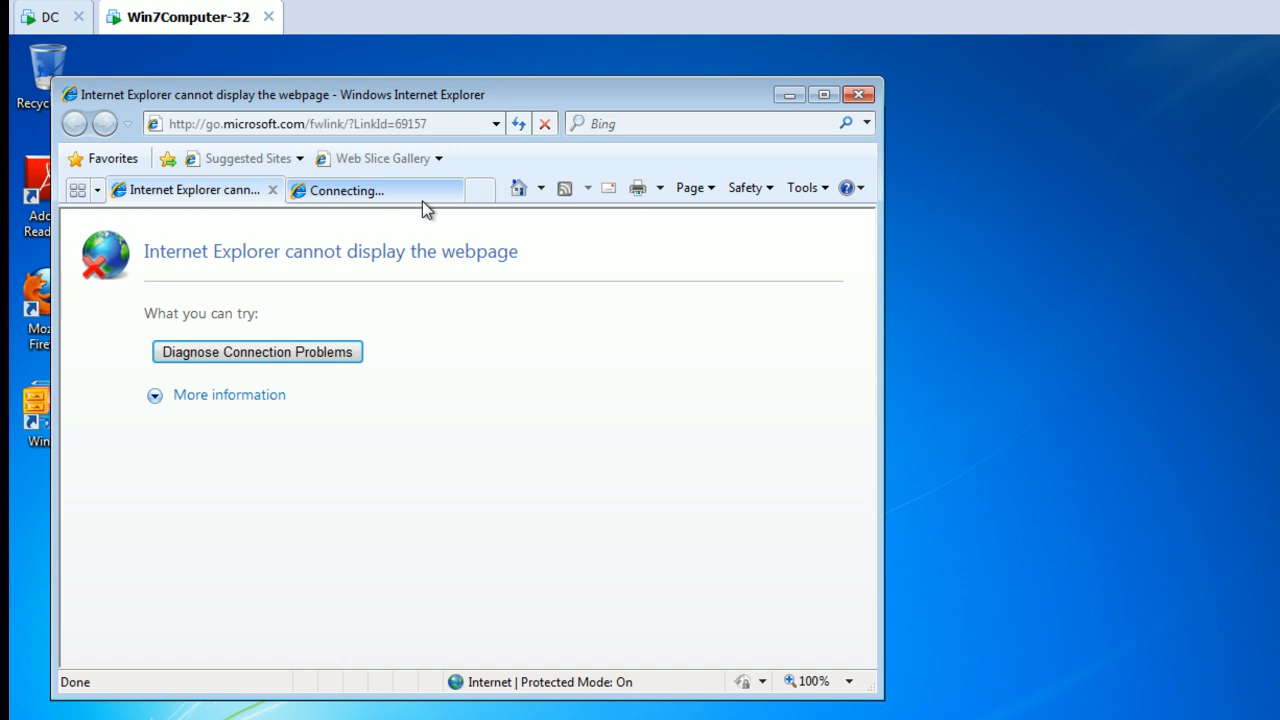 DC
Win7Computer-32
Recyc
Internet Explorer cannot display the webpage - Windows Internet Explorer
http://go.microsoft.com/fwlink/?LinkId=69157
Bing
Favorites
Suggested Sites
Web Slice Gallery
Internet Explorer cann...
Connecting...
Page
Safety
Tools
Ado
Read
Internet Explorer cannot display the webpage
What you can try:
Moz
Fire
Diagnose Connection Problems
More information
Win
Done
Internet | Protected Mode: On
100%